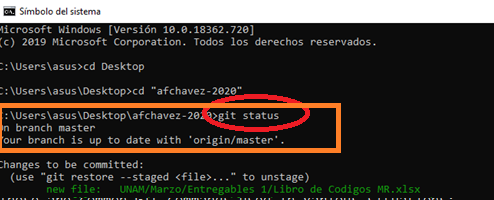 Símbolo del sistema
Microsoft Windows [Versión 10.0.18362.720]
(c) 2019 Microsoft Corporation. Todos los derechos reservados.
C:\Users\asus>cd Desktop
C:\Users\asus\Desktop>cd "afchavez-2020"
C:\Users\asus\Desktop\afchavez-2020>git status
On branch master
Your branch is up to date with 'origin/master'.
Changes to be committed:
(use "git restore --staged <file>..." to unstage)
new file: UNAM/Marzo/Entregables 1/Libro de Codigos MR.xlsx